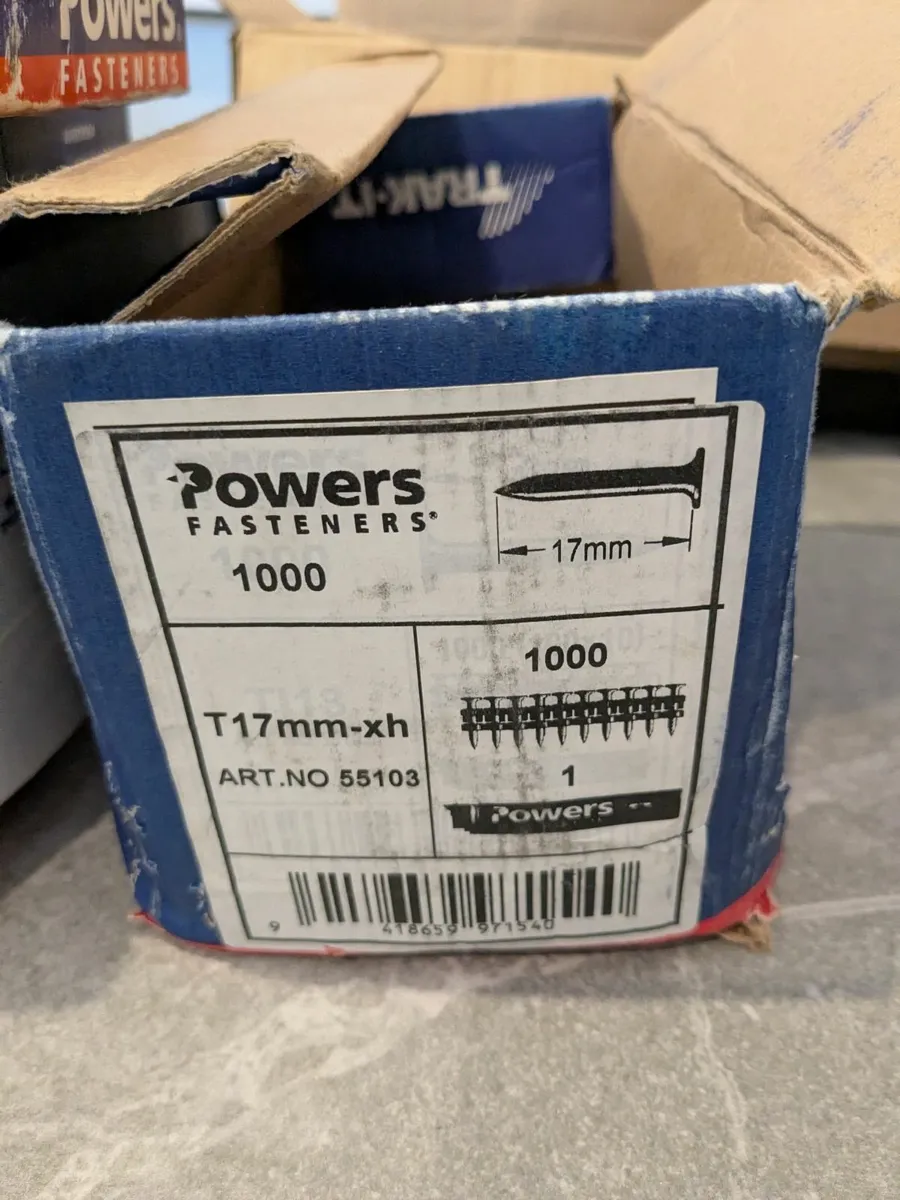 Powers
FASTENERS
TRAK-IT
Powers
FASTENERS®
1000
17mm
T17mm-xh
ART.NO 55103
1000
1
Powers
9 418659 971540